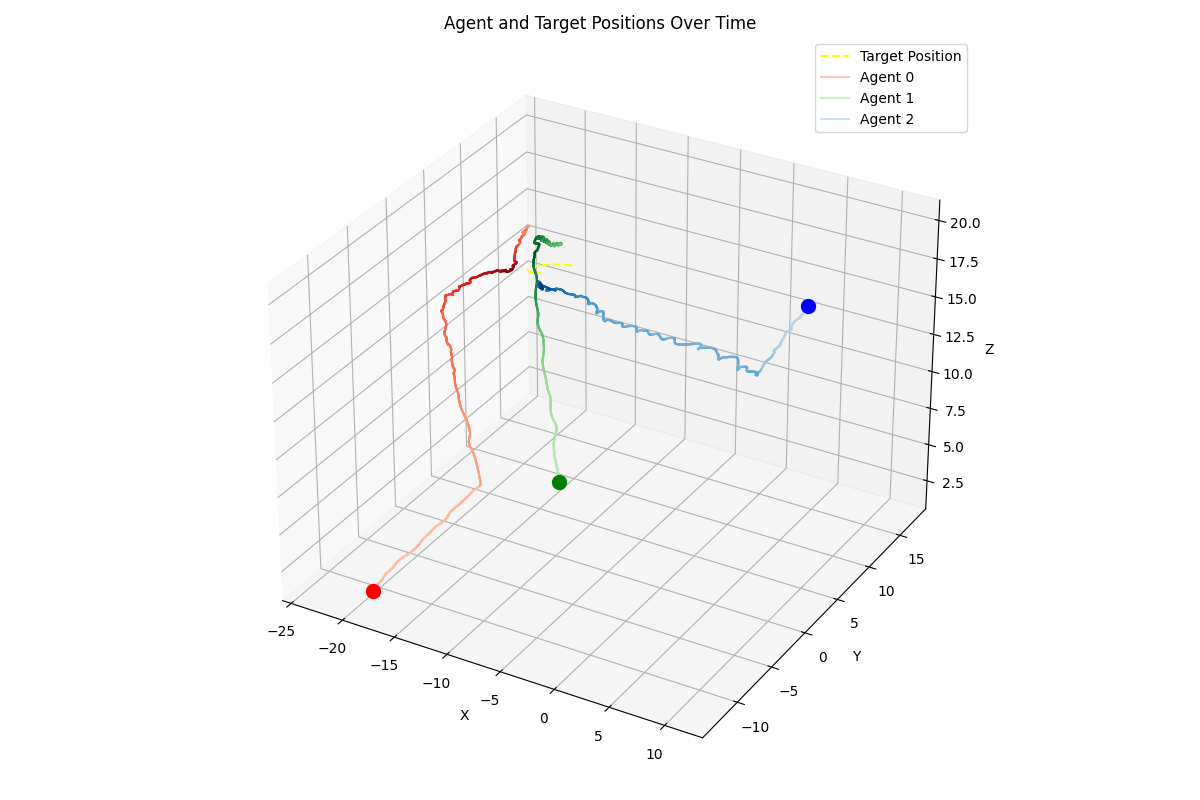 Agent and Target Positions Over Time
Target Position
Agent 0
Agent 1
Agent 2
20.0
17.5
15.0
12.5
10.0
7.5
5.0
2.5
Z
15
10
5
0
−5
−10
Y
−25
−20
−15
−10
−5
0
5
10
X